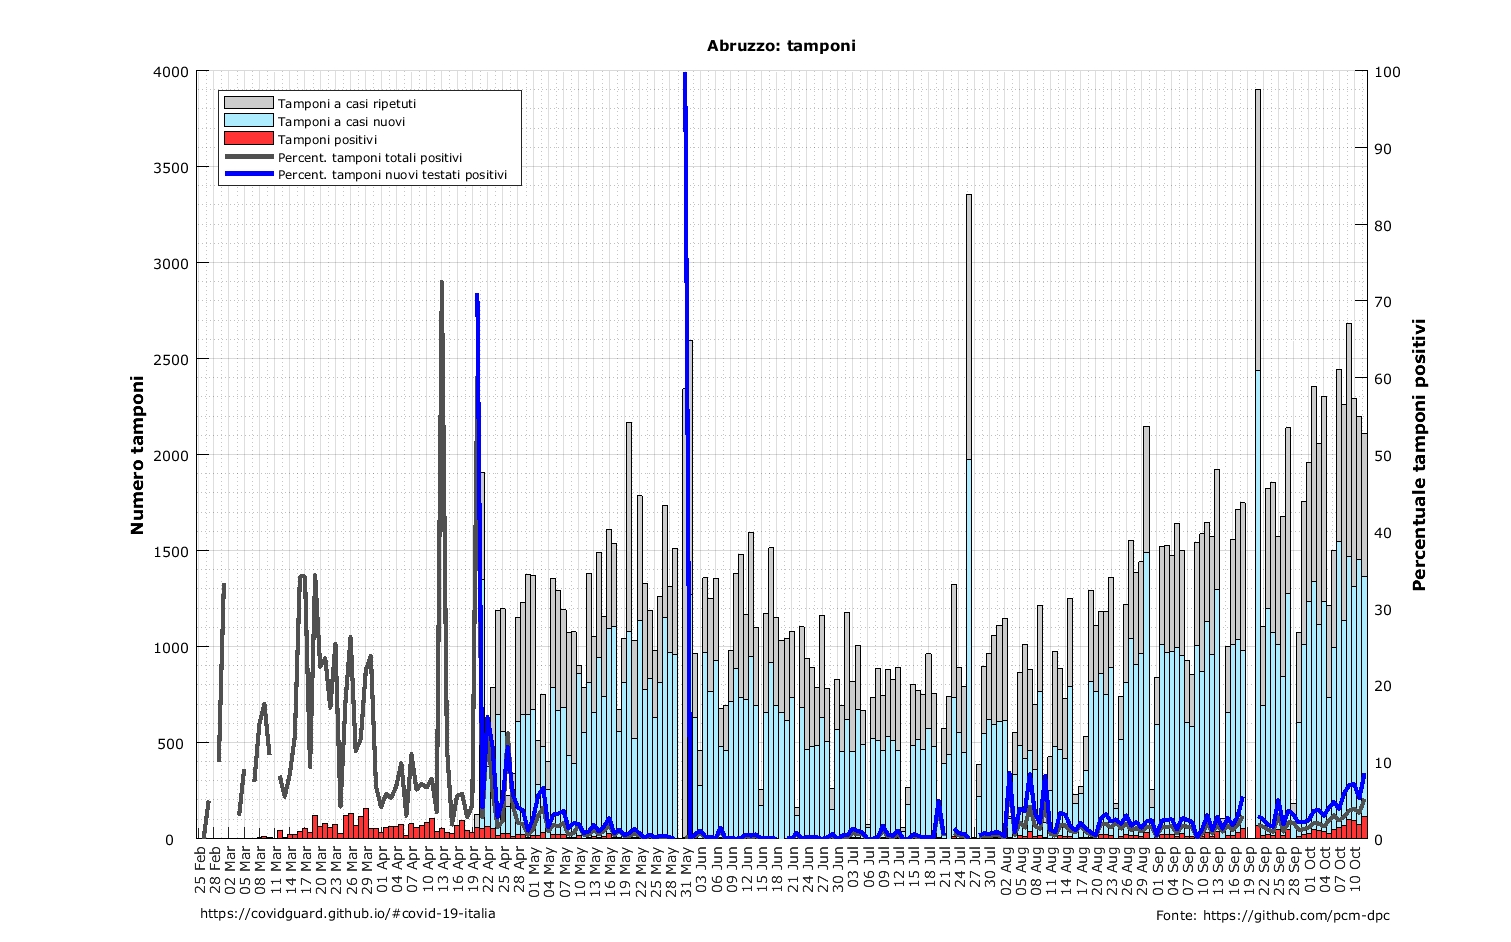 Abruzzo: tamponi
4000
3500
3000
2500
2000
1500
1000
500
0
Numero tamponi
100
90
80
70
60
50
40
30
20
10
0
Percentuale tamponi positivi
Tamponi a casi ripetuti
Tamponi a casi nuovi
Tamponi positivi
Percent. tamponi totali positivi
Percent. tamponi nuovi testati positivi
25 Feb
28 Feb
02 Mar
05 Mar
08 Mar
11 Mar
14 Mar
17 Mar
20 Mar
23 Mar
26 Mar
29 Mar
01 Apr
04 Apr
07 Apr
10 Apr
13 Apr
16 Apr
19 Apr
22 Apr
25 Apr
28 Apr
01 May
04 May
07 May
10 May
13 May
16 May
19 May
22 May
25 May
28 May
31 May
03 Jun
06 Jun
09 Jun
12 Jun
15 Jun
18 Jun
21 Jun
24 Jun
27 Jun
30 Jun
03 Jul
06 Jul
09 Jul
12 Jul
15 Jul
18 Jul
21 Jul
24 Jul
27 Jul
30 Jul
02 Aug
05 Aug
08 Aug
11 Aug
14 Aug
17 Aug
20 Aug
23 Aug
26 Aug
29 Aug
01 Sep
04 Sep
07 Sep
10 Sep
13 Sep
16 Sep
19 Sep
22 Sep
25 Sep
28 Sep
01 Oct
04 Oct
07 Oct
10 Oct
https://covidguard.github.io/#covid-19-italia
Fonte: https://github.com/pcm-dpc